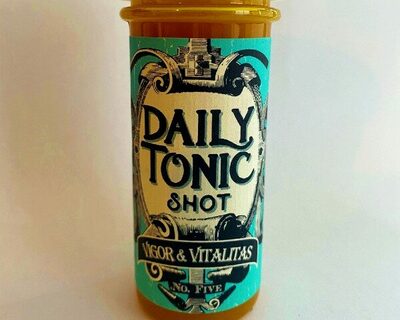 DAILY
TONIC
SHOT
VIGOR & VITALITAS
No. FIVE